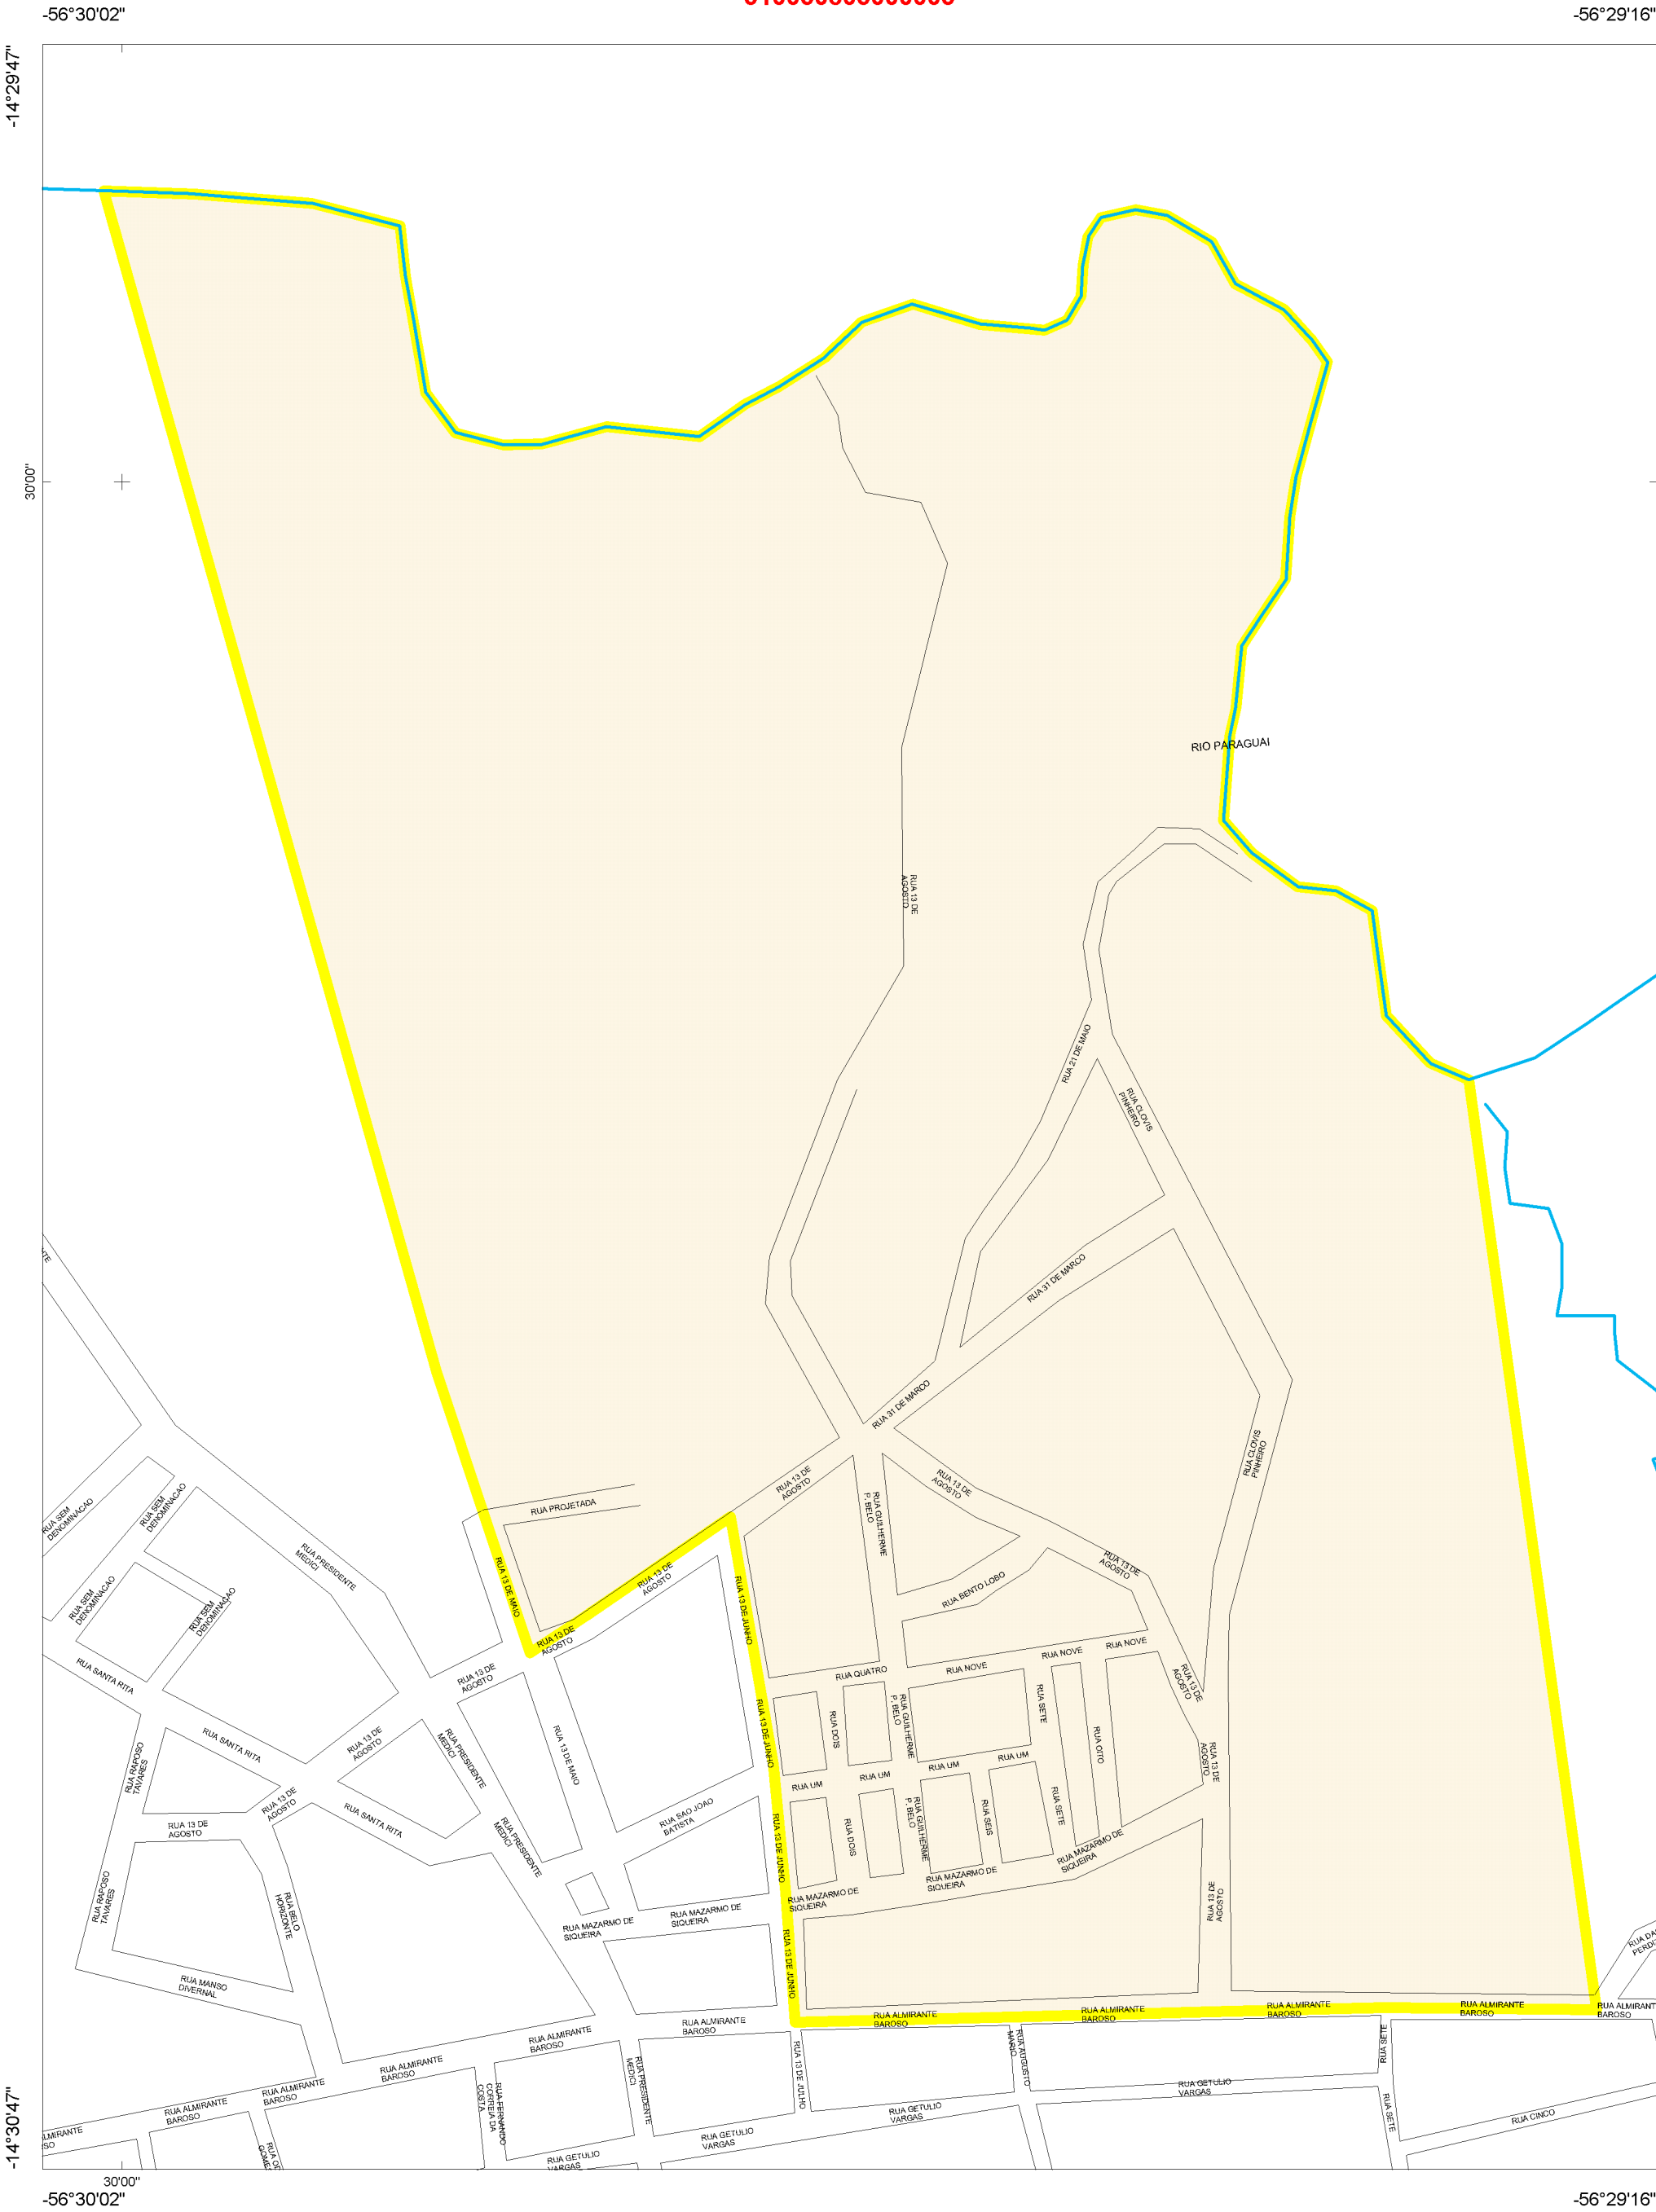 -56°30'02"
-56°29'16"
-14°29'47"
30'00"
RIO PARAGUAI
RUA 13 DE
AGOSTO
RUA 21 DE MAIO
RUA CLOVIS
PINHEIRO
RUA 31 DE MARCO
RUA 31 DE MARCO
RUA CLOVIS
PINHEIRO
RUA 13 DE
AGOSTO
RUA 13 DE
AGOSTO
RUA PROJETADA
RUA GUILHERME
P. BELO
RUA SEM
DENOMINACAO
RUA SEM
DENOMINACAO
RUA PRESIDENTE
MEDICI
RUA 13 DE
AGOSTO
RUA 13 DE MAIO
RUA 13 DE
AGOSTO
RUA 13 DE JUNHO
RUA BENTO LOBO
RUA SEM
DENOMINACAO
RUA SEM
DENOMINACAO
RUA 13 DE
AGOSTO
RUA NOVE
RUA NOVE
RUA NOVE
RUA QUATRO
RUA SANTA RITA
RUA 13 DE
AGOSTO
RUA 13 DE
AGOSTO
RUA SETE
RUA GUILHERME
P. BELO
RUA DOIS
RUA 13 DE JUNHO
RUA OITO
RUA SANTA RITA
RUA 13 DE
AGOSTO
RUA PRESIDENTE
MEDICI
RUA 13 DE MAIO
RUA UM
RUA UM
RUA UM
RUA UM
RUA 13 DE
AGOSTO
RUA RAPOSO
TAVARES
RUA 13 DE
AGOSTO
RUA SANTA RITA
RUA SAO JOAO
BATISTA
RUA SETE
RUA SEIS
RUA GUILHERME
P. BELO
RUA DOIS
RUA 13 DE
AGOSTO
RUA PRESIDENTE
MEDICI
RUA 13 DE JUNHO
RUA MAZARMO DE
SIQUEIRA
RUA MAZARMO DE
SIQUEIRA
RUA MAZARMO DE
SIQUEIRA
RUA RAPOSO
TAVARES
RUA BELO
HORIZONTE
RUA MAZARMO DE
SIQUEIRA
RUA MAZARMO DE
SIQUEIRA
RUA 13 DE
AGOSTO
RUA 13 DE JUNHO
RUA MANSO
DIVERNAL
RUA ALMIRANTE
BAROSO
RUA ALMIRANTE
BAROSO
RUA ALMIRANTE
BAROSO
RUA ALMIRANTE
BAROSO
RUA ALMIRANT
BAROSO
RUA ALMIRANTE
BAROSO
RUA ALMIRANTE
BAROSO
RUA ALMIRANTE
BAROSO
RUA ALMIRANTE
BAROSO
RUA ALMIRANTE
BAROSO
LMIRANTE
SO
RUA FERNANDO
CORREIA DA
COSTA
RUA PRESIDENTE
MEDICI
RUA 13 DE JULHO
RUA AUGUSTO
MARIO
RUA SETE
RUA SETE
RUA GETULIO
VARGAS
RUA GETULIO
VARGAS
RUA GETULIO
VARGAS
RUA GETULIO
VARGAS
RUA CINCO
-14°30'47"
30'00"
-56°30'02"
-56°29'16"